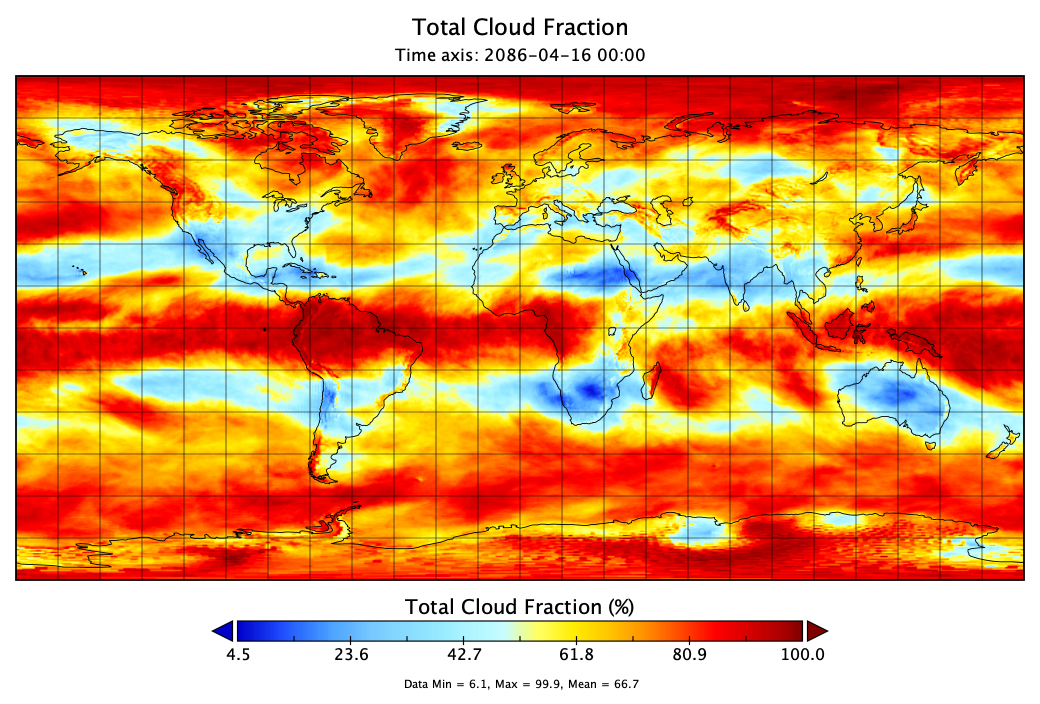 Total Cloud Fraction
Time axis: 2086-04-16 00:00
Total Cloud Fraction (%)
4.5 23.6 42.7 61.8 80.9 100.0
Data Min = 6.1, Max = 99.9, Mean = 66.7